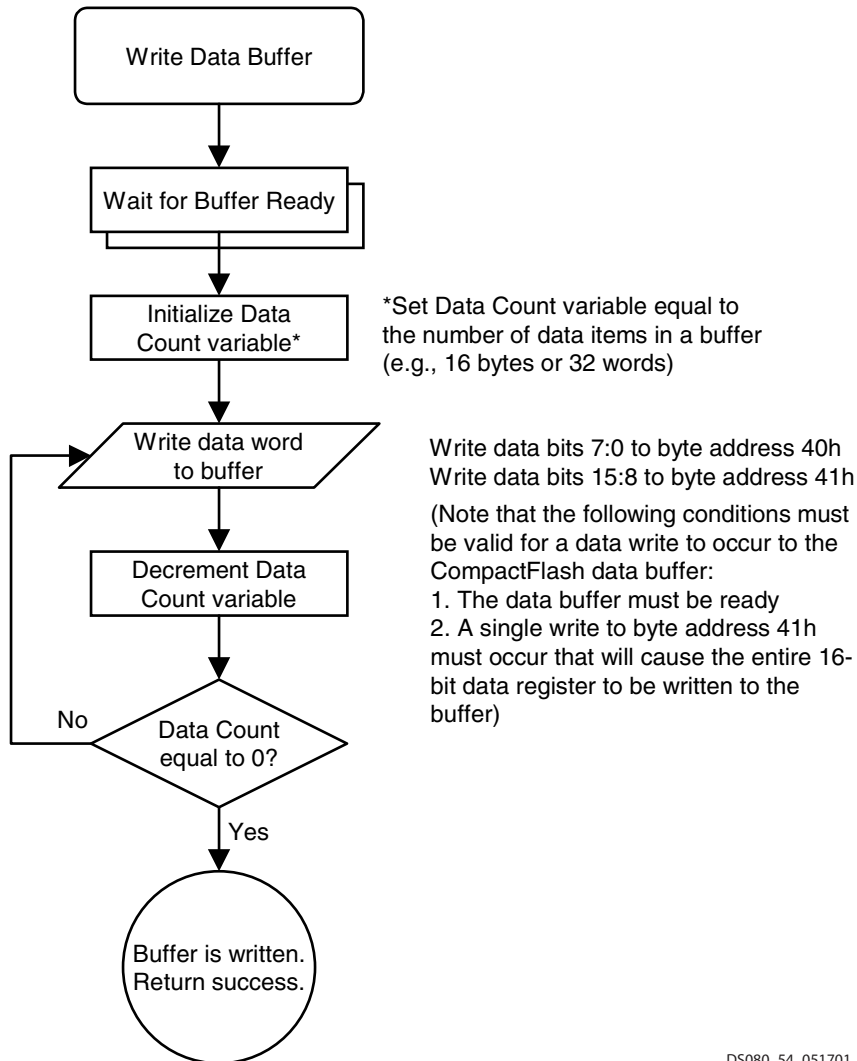 Write Data Buffer
Wait for Buffer Ready
Initialize Data
Count variable*
*Set Data Count variable equal to
the number of data items in a buffer
(e.g., 16 bytes or 32 words)
Write data word
to buffer
Write data bits 7:0 to byte address 40h
Write data bits 15:8 to byte address 41h
(Note that the following conditions must
be valid for a data write to occur to the
CompactFlash data buffer:
1. The data buffer must be ready
2. A single write to byte address 41h
must occur that will cause the entire 16-
bit data register to be written to the
buffer)
Decrement Data
Count variable
No
Data Count
equal to 0?
Yes
Buffer is written.
Return success.
DS080_54_051701